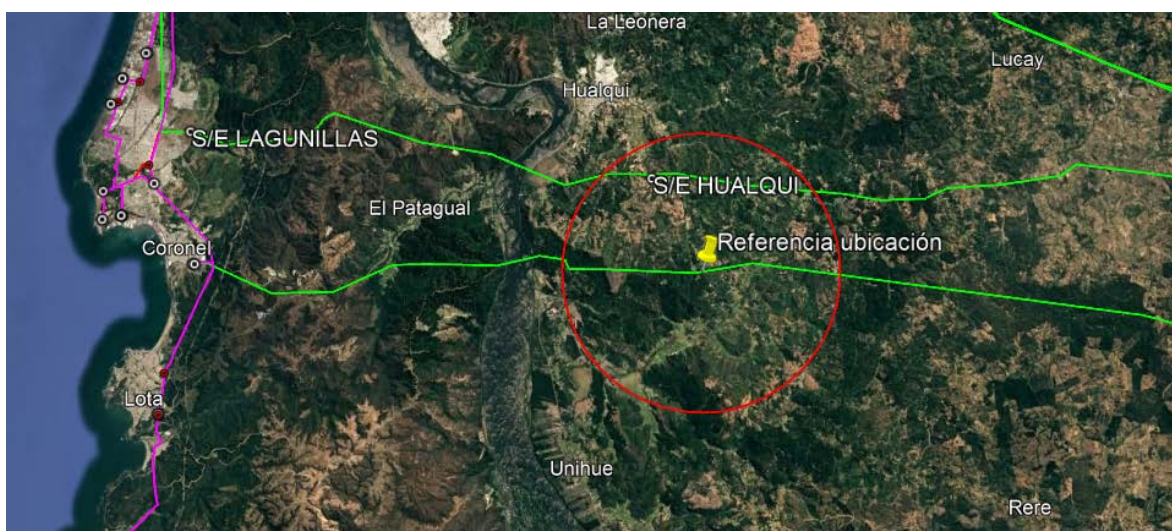 La Leonera
Lucay
Hualqui
S/E LAGUNILLAS
S/E HUALQUI
El Patagual
Referencia ubicación
Coronel
Lota
Unihue
Rere